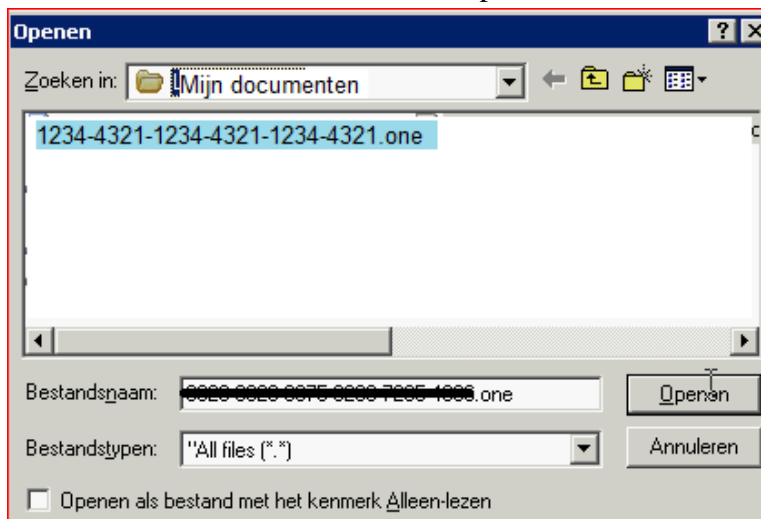 Openen
Zoeken in: Mijn documenten
1234-4321-1234-4321-1234-4321.one
Bestandsnaam: .one Openen
Bestandstypen: "All files (*.*) Annuleren
Openen als bestand met het kenmerk Alleen-lezen